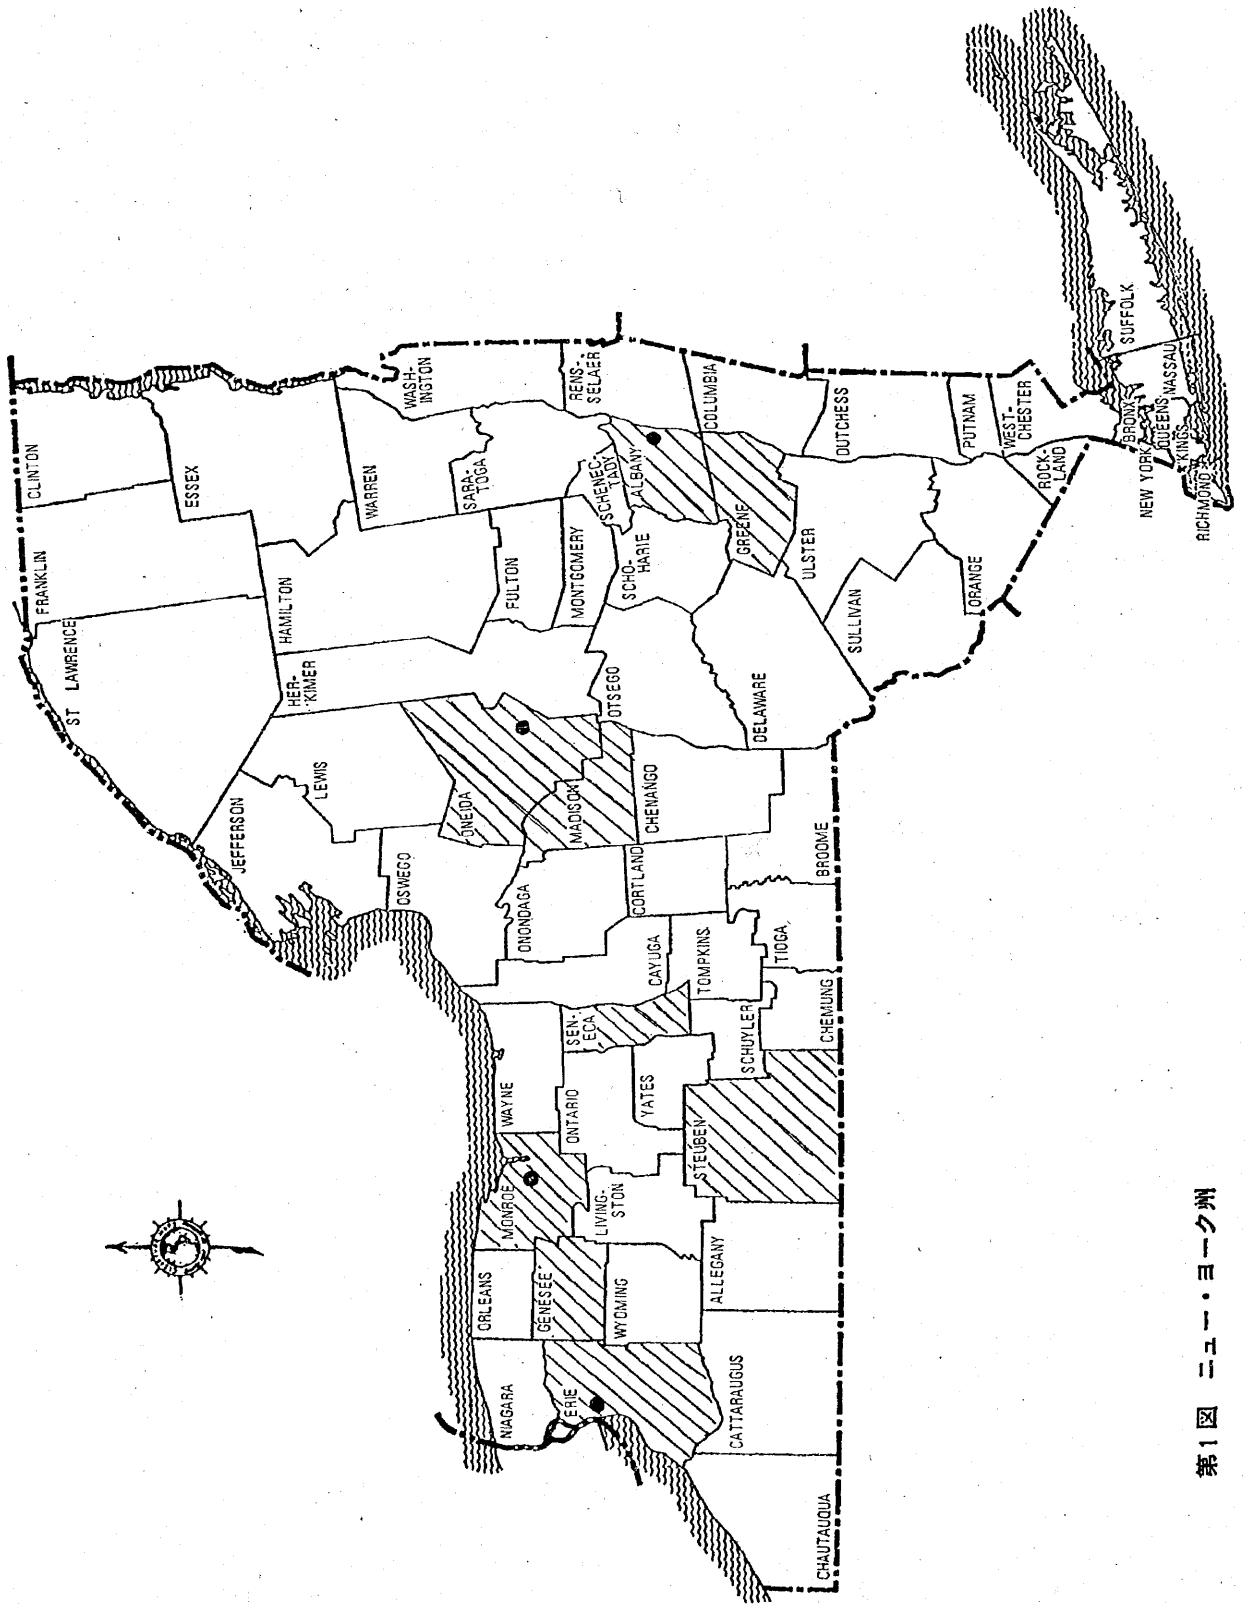 CLINTON
FRANKLIN
ST LAWRENCE
ESSEX
HAMILTON
HER-
KIMER
LEWIS
JEFFERSON
WARREN
WASH-
INGTON
SARA-
TOGA
FULTON
MONTGOMERY
SCHENEC-
TADY
RENS-
SELAER
ALBANY
COLUMBIA
GREENE
SCHO-
HARIE
OTSEGO
ONEIDA
MADISON
OSWEGO
ONONDAGA
CORTLAND
CHENANGO
DELAWARE
ULSTER
DUTCHESS
SULLIVAN
ORANGE
PUTNAM
WEST-
CHESTER
ROCK-
LAND
BRONX
NEW YORK
QUEENS
KINGS
RICHMOND
NASSAU
SUFFOLK
BROOME
TIOGA
TOMPKINS
CAYUGA
SEN-
ECA
SCHUYLER
CHEMUNG
WAYNE
ONTARIO
YATES
STEUBEN
MONROE
LIVING-
STON
ORLEANS
GENESEE
WYOMING
ALLEGANY
NIAGARA
ERIE
CATTARAUGUS
CHAUTAUQUA
第1図 ニュー・ヨーク州